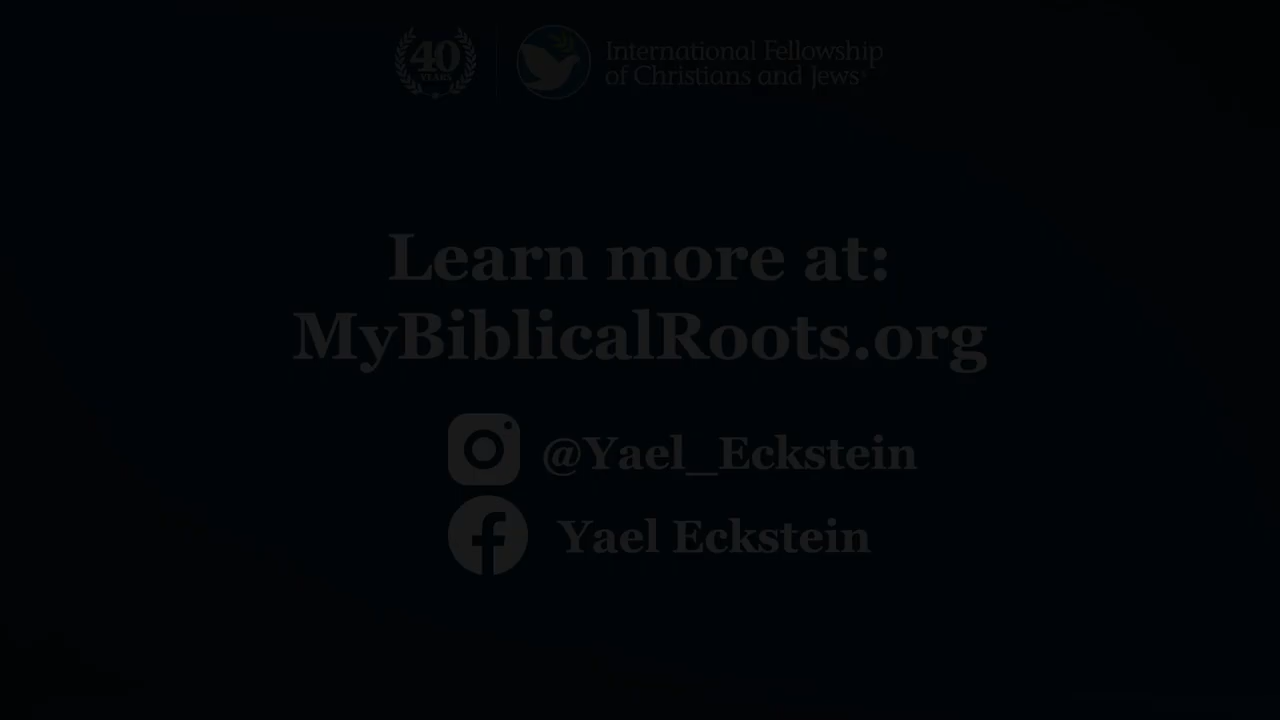 40
YEARS
International Fellowship
of Christians and Jews®
Learn more at:
MyBiblicalRoots.org
@Yael_Eckstein
Yael Eckstein